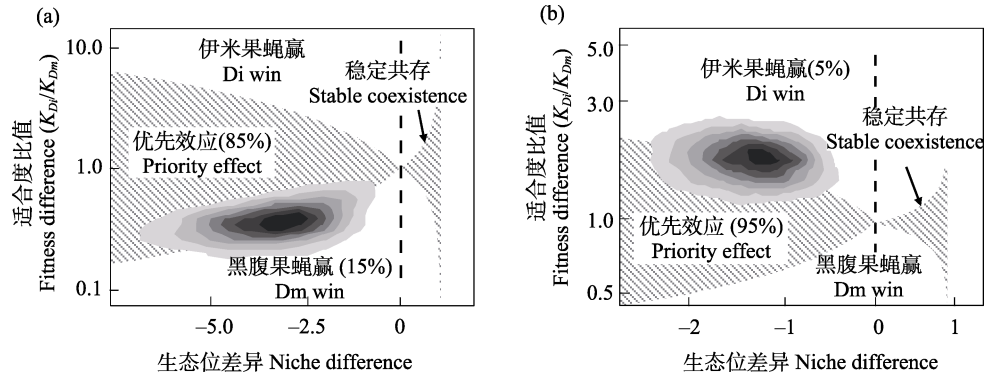 (a)
10.0
1.0
0.1
适合度比值
Fitness difference (K_Di/K_Dm)
伊米果蝇赢
Di win
稳定共存
Stable coexistence
优先效应(85%)
Priority effect
黑腹果蝇赢 (15%)
Dm win
−5.0
−2.5
0
生态位差异 Niche difference
(b)
5.0
3.0
1.0
0.5
适合度比值
Fitness difference (K_Di/K_Dm)
伊米果蝇赢(5%)
Di win
稳定共存
Stable coexistence
优先效应 (95%)
Priority effect
黑腹果蝇赢
Dm win
−2
−1
0
1
生态位差异 Niche difference